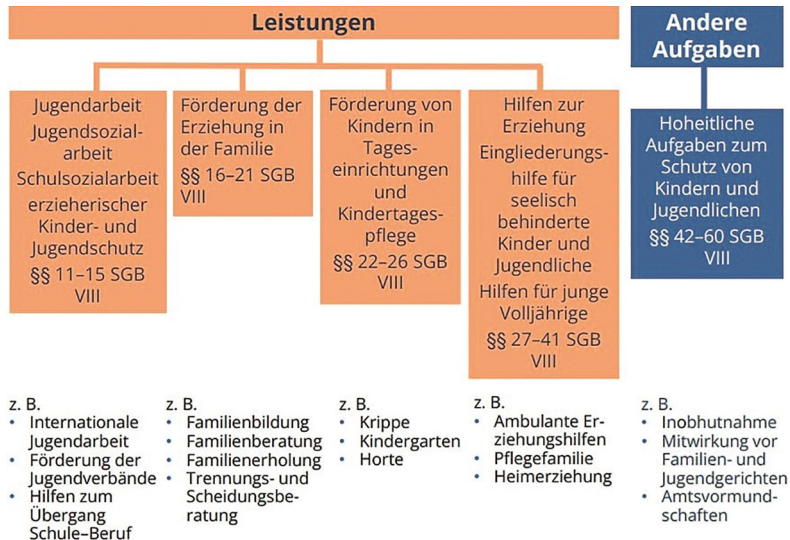 Leistungen
Andere
Aufgaben
Jugendarbeit
Jugendsozial-
arbeit
Schulsozialarbeit
erzieherischer
Kinder- und
Jugendschutz
§§ 11–15 SGB
VIII
Förderung der
Erziehung in
der Familie
§§ 16–21 SGB
VIII
Förderung von
Kindern in
Tages-
einrichtungen
und
Kindertages-
pflege
§§ 22–26 SGB
VIII
Hilfen zur
Erziehung
Eingliederungs-
hilfe für
seelisch
behinderte
Kinder und
Jugendliche
Hilfen für junge
Volljährige
§§ 27–41 SGB
VIII
Hoheitliche
Aufgaben zum
Schutz von
Kindern und
Jugendlichen
§§ 42–60 SGB
VIII
z. B.
• Internationale
Jugendarbeit
• Förderung der
Jugendverbände
• Hilfen zum
Übergang
Schule–Beruf
z. B.
• Familienbildung
• Familienberatung
• Familienerholung
• Trennungs- und
Scheidungsbe-
ratung
z. B.
• Krippe
• Kindergarten
• Horte
z. B.
• Ambulante Er-
ziehungshilfen
• Pflegefamilie
• Heimerziehung
z. B.
• Inobhutnahme
• Mitwirkung vor
Familien- und
Jugendgerichten
• Amtsvormund-
schaften